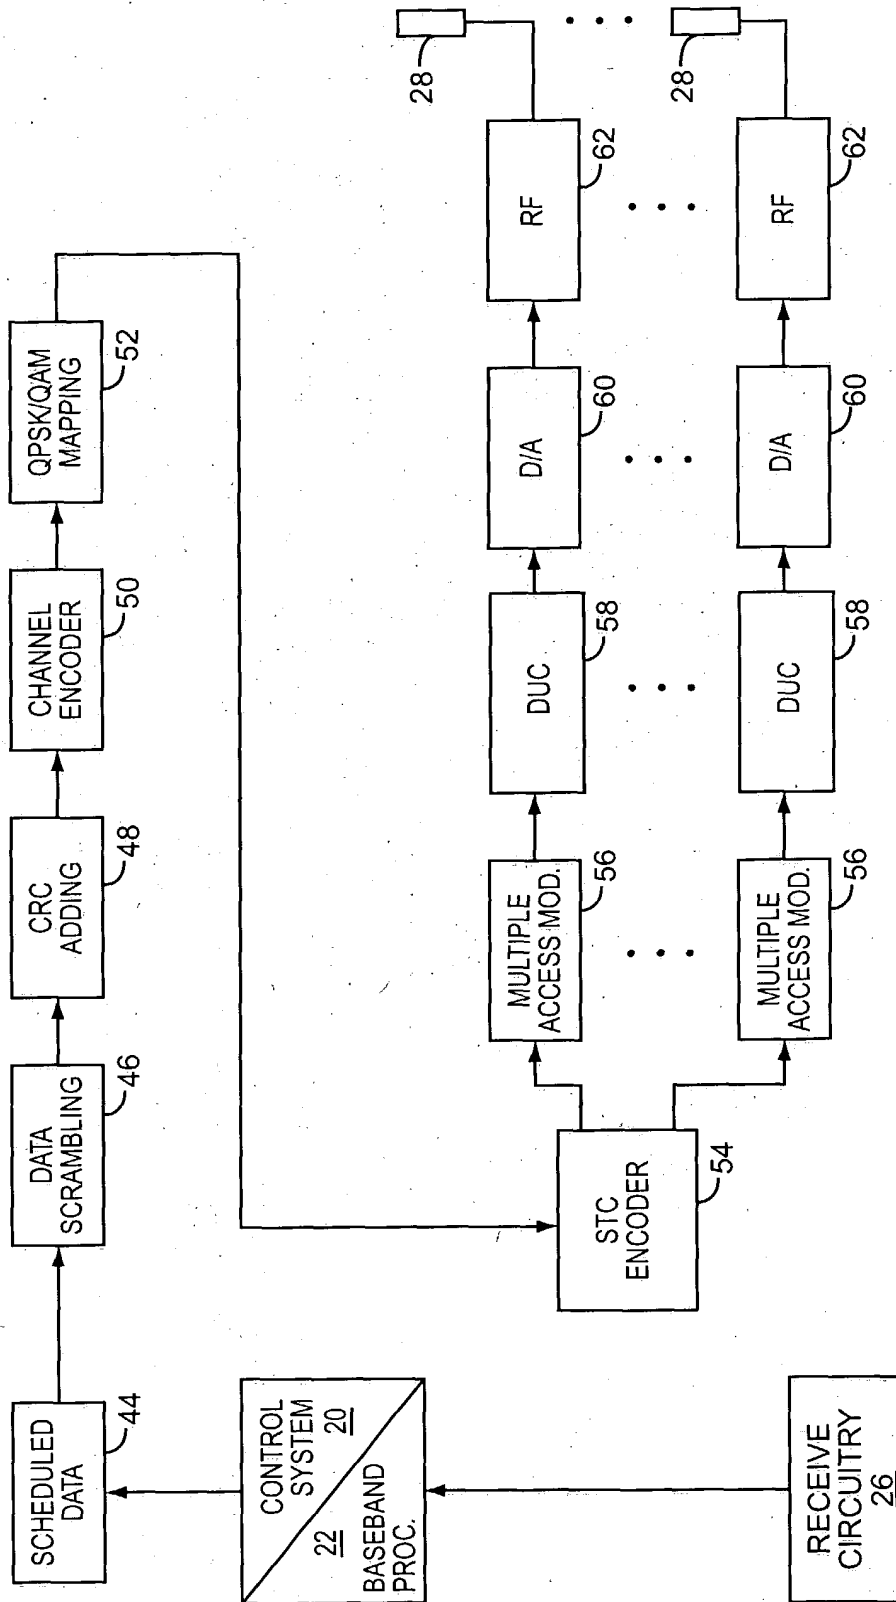 SCHEDULED
DATA
44
DATA
SCRAMBLING
46
CRC
ADDING
48
CHANNEL
ENCODER
50
QPSK/QAM
MAPPING
52
CONTROL
SYSTEM 20
22 BASEBAND
PROC.
RECEIVE
CIRCUITRY
26
STC
ENCODER
54
MULTIPLE
ACCESS MOD.
56
DUC
58
D/A
60
RF
62
28
MULTIPLE
ACCESS MOD.
56
DUC
58
D/A
60
RF
62
28